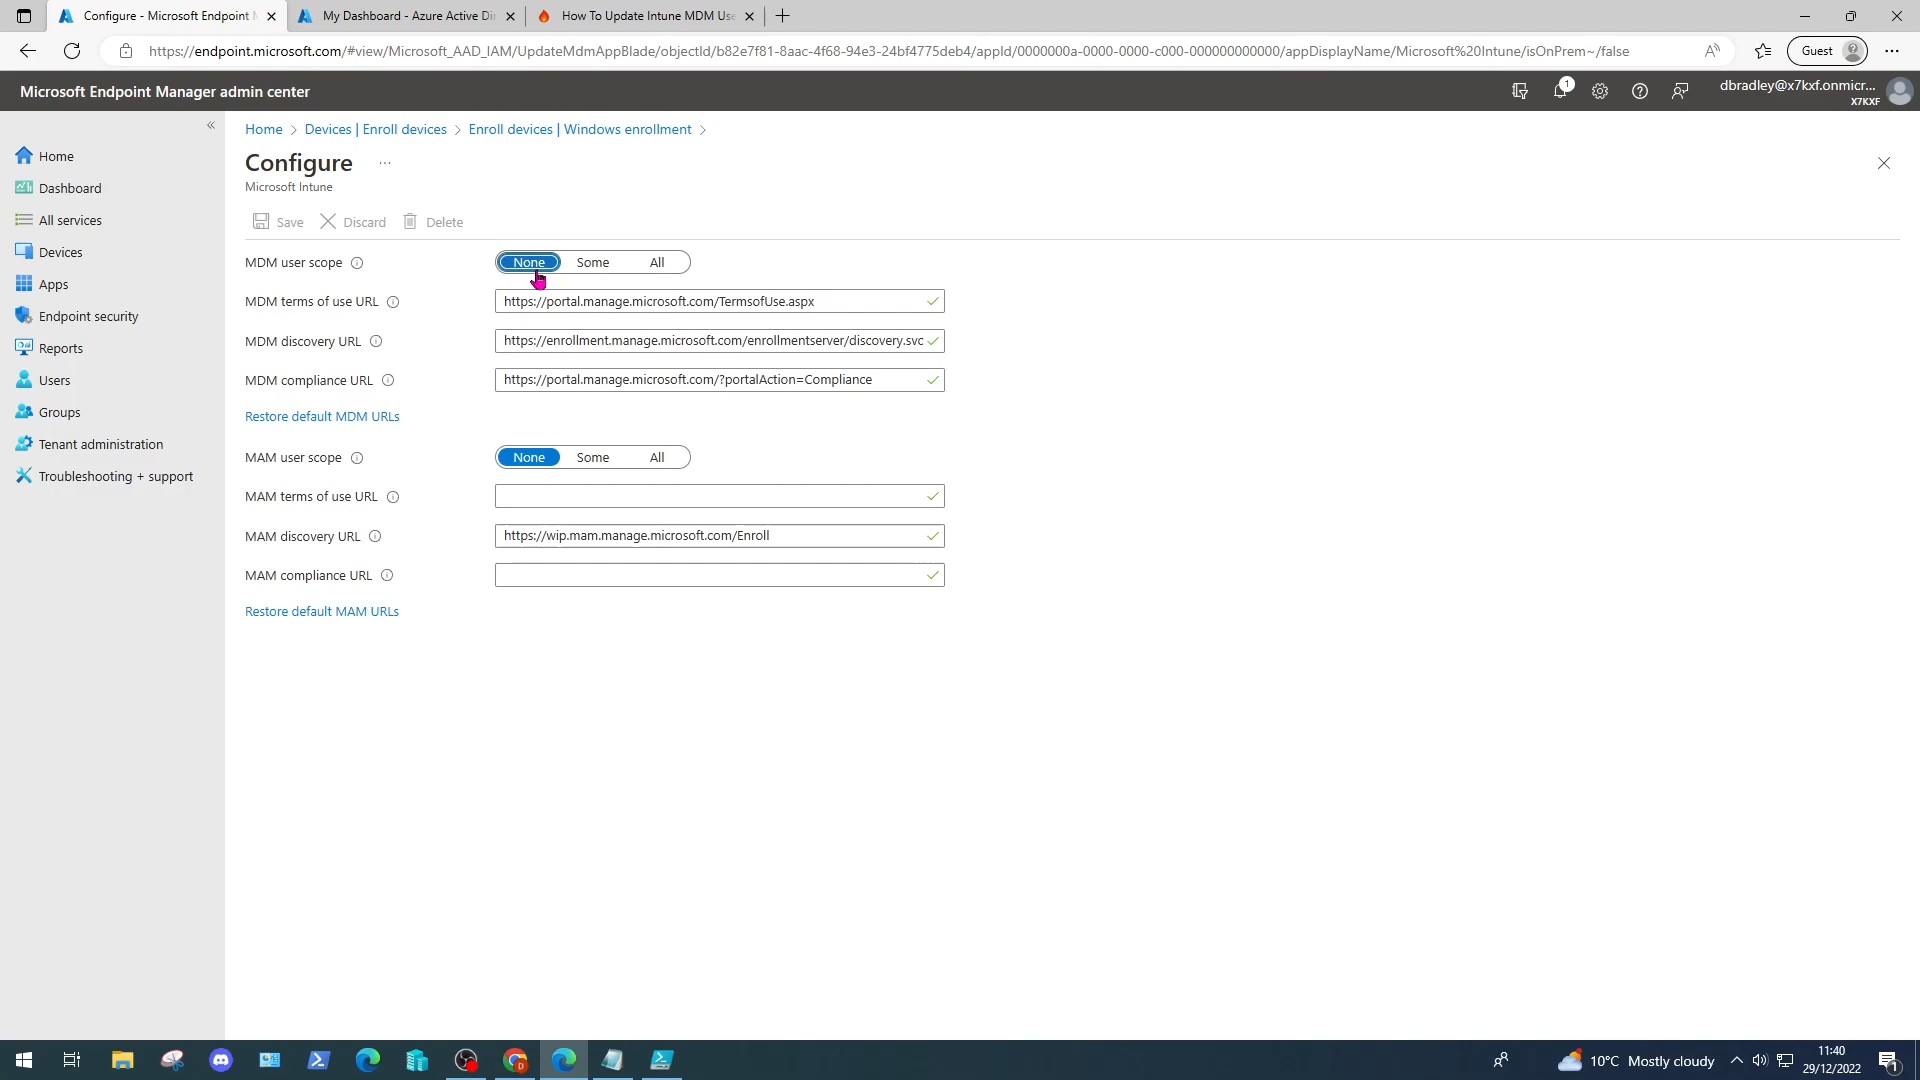 Configure - Microsoft Endpoint M
My Dashboard - Azure Active Di
How To Update Intune MDM Use
https://endpoint.microsoft.com/#view/Microsoft_AAD_IAM/UpdateMdmAppBlade/objectId/b82e7f81-8aac-4f68-94e3-24bf4775deb4/appId/0000000a-0000-0000-c000-000000000000/appDisplayName/Microsoft%20Intune/isOnPrem~/false
Guest
Microsoft Endpoint Manager admin center
1
dbradley@x7kxf.onmicr...
X7KXF
Home > Devices | Enroll devices > Enroll devices | Windows enrollment >
Configure ...
Microsoft Intune
Save Discard Delete
Home
Dashboard
All services
Devices
Apps
Endpoint security
Reports
Users
Groups
Tenant administration
Troubleshooting + support
MDM user scope None Some All
MDM terms of use URL https://portal.manage.microsoft.com/TermsofUse.aspx
MDM discovery URL https://enrollment.manage.microsoft.com/enrollmentserver/discovery.svc
MDM compliance URL https://portal.manage.microsoft.com/?portalAction=Compliance
Restore default MDM URLs
MAM user scope None Some All
MAM terms of use URL
MAM discovery URL https://wip.mam.manage.microsoft.com/Enroll
MAM compliance URL
Restore default MAM URLs
10°C Mostly cloudy
11:40
29/12/2022
1